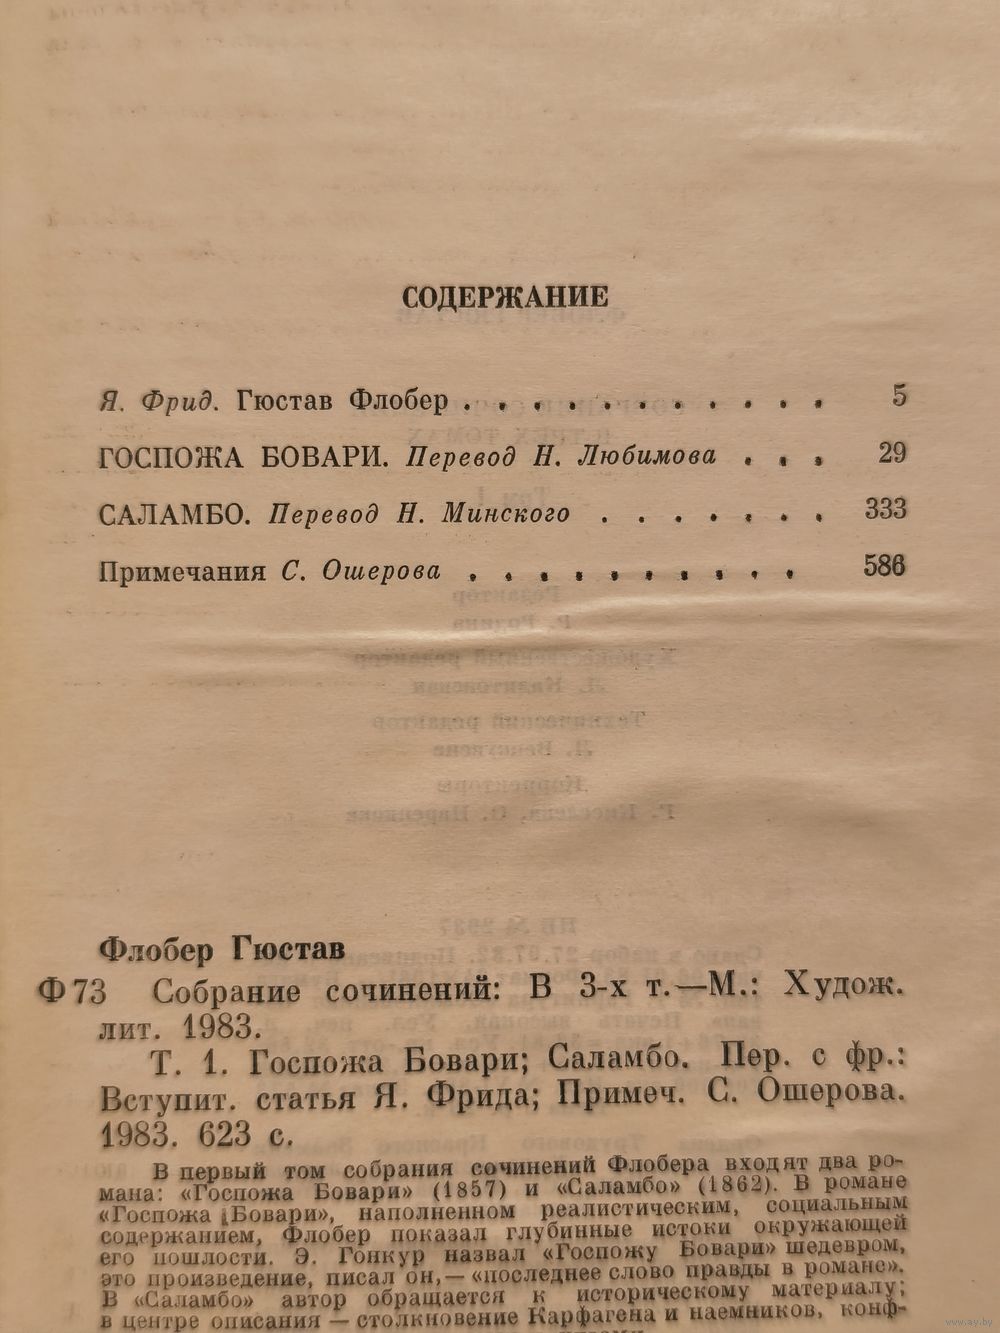 СОДЕРЖАНИЕ
Я. Фрид. Гюстав Флобер . . . . . . . . . . . 5
ГОСПОЖА БОВАРИ. Перевод Н. Любимова . . . 29
САЛАМБО. Перевод Н. Минского . . . . . . . 333
Примечания С. Ошерова . . . . . . . . . . 586
Флобер Гюстав
Ф 73 Собрание сочинений: В 3-х т.—М.: Худож.
лит. 1983.
Т. 1. Госпожа Бовари; Саламбо. Пер. с фр.:
Вступит. статья Я. Фрида; Примеч. С. Ошерова.
1983. 623 с.
В первый том собрания сочинений Флобера входят два ро-
мана: «Госпожа Бовари» (1857) и «Саламбо» (1862). В романе
«Госпожа Бовари», наполненном реалистическим, социальным
содержанием, Флобер показал глубинные истоки окружающей
его пошлости. Э. Гонкур назвал «Госпожу Бовари» шедевром,
это произведение, писал он,—«последнее слово правды в романе».
В «Саламбо» автор обращается к историческому материалу;
в центре описания — столкновение Карфагена и наемников, конф-
www.ay.by